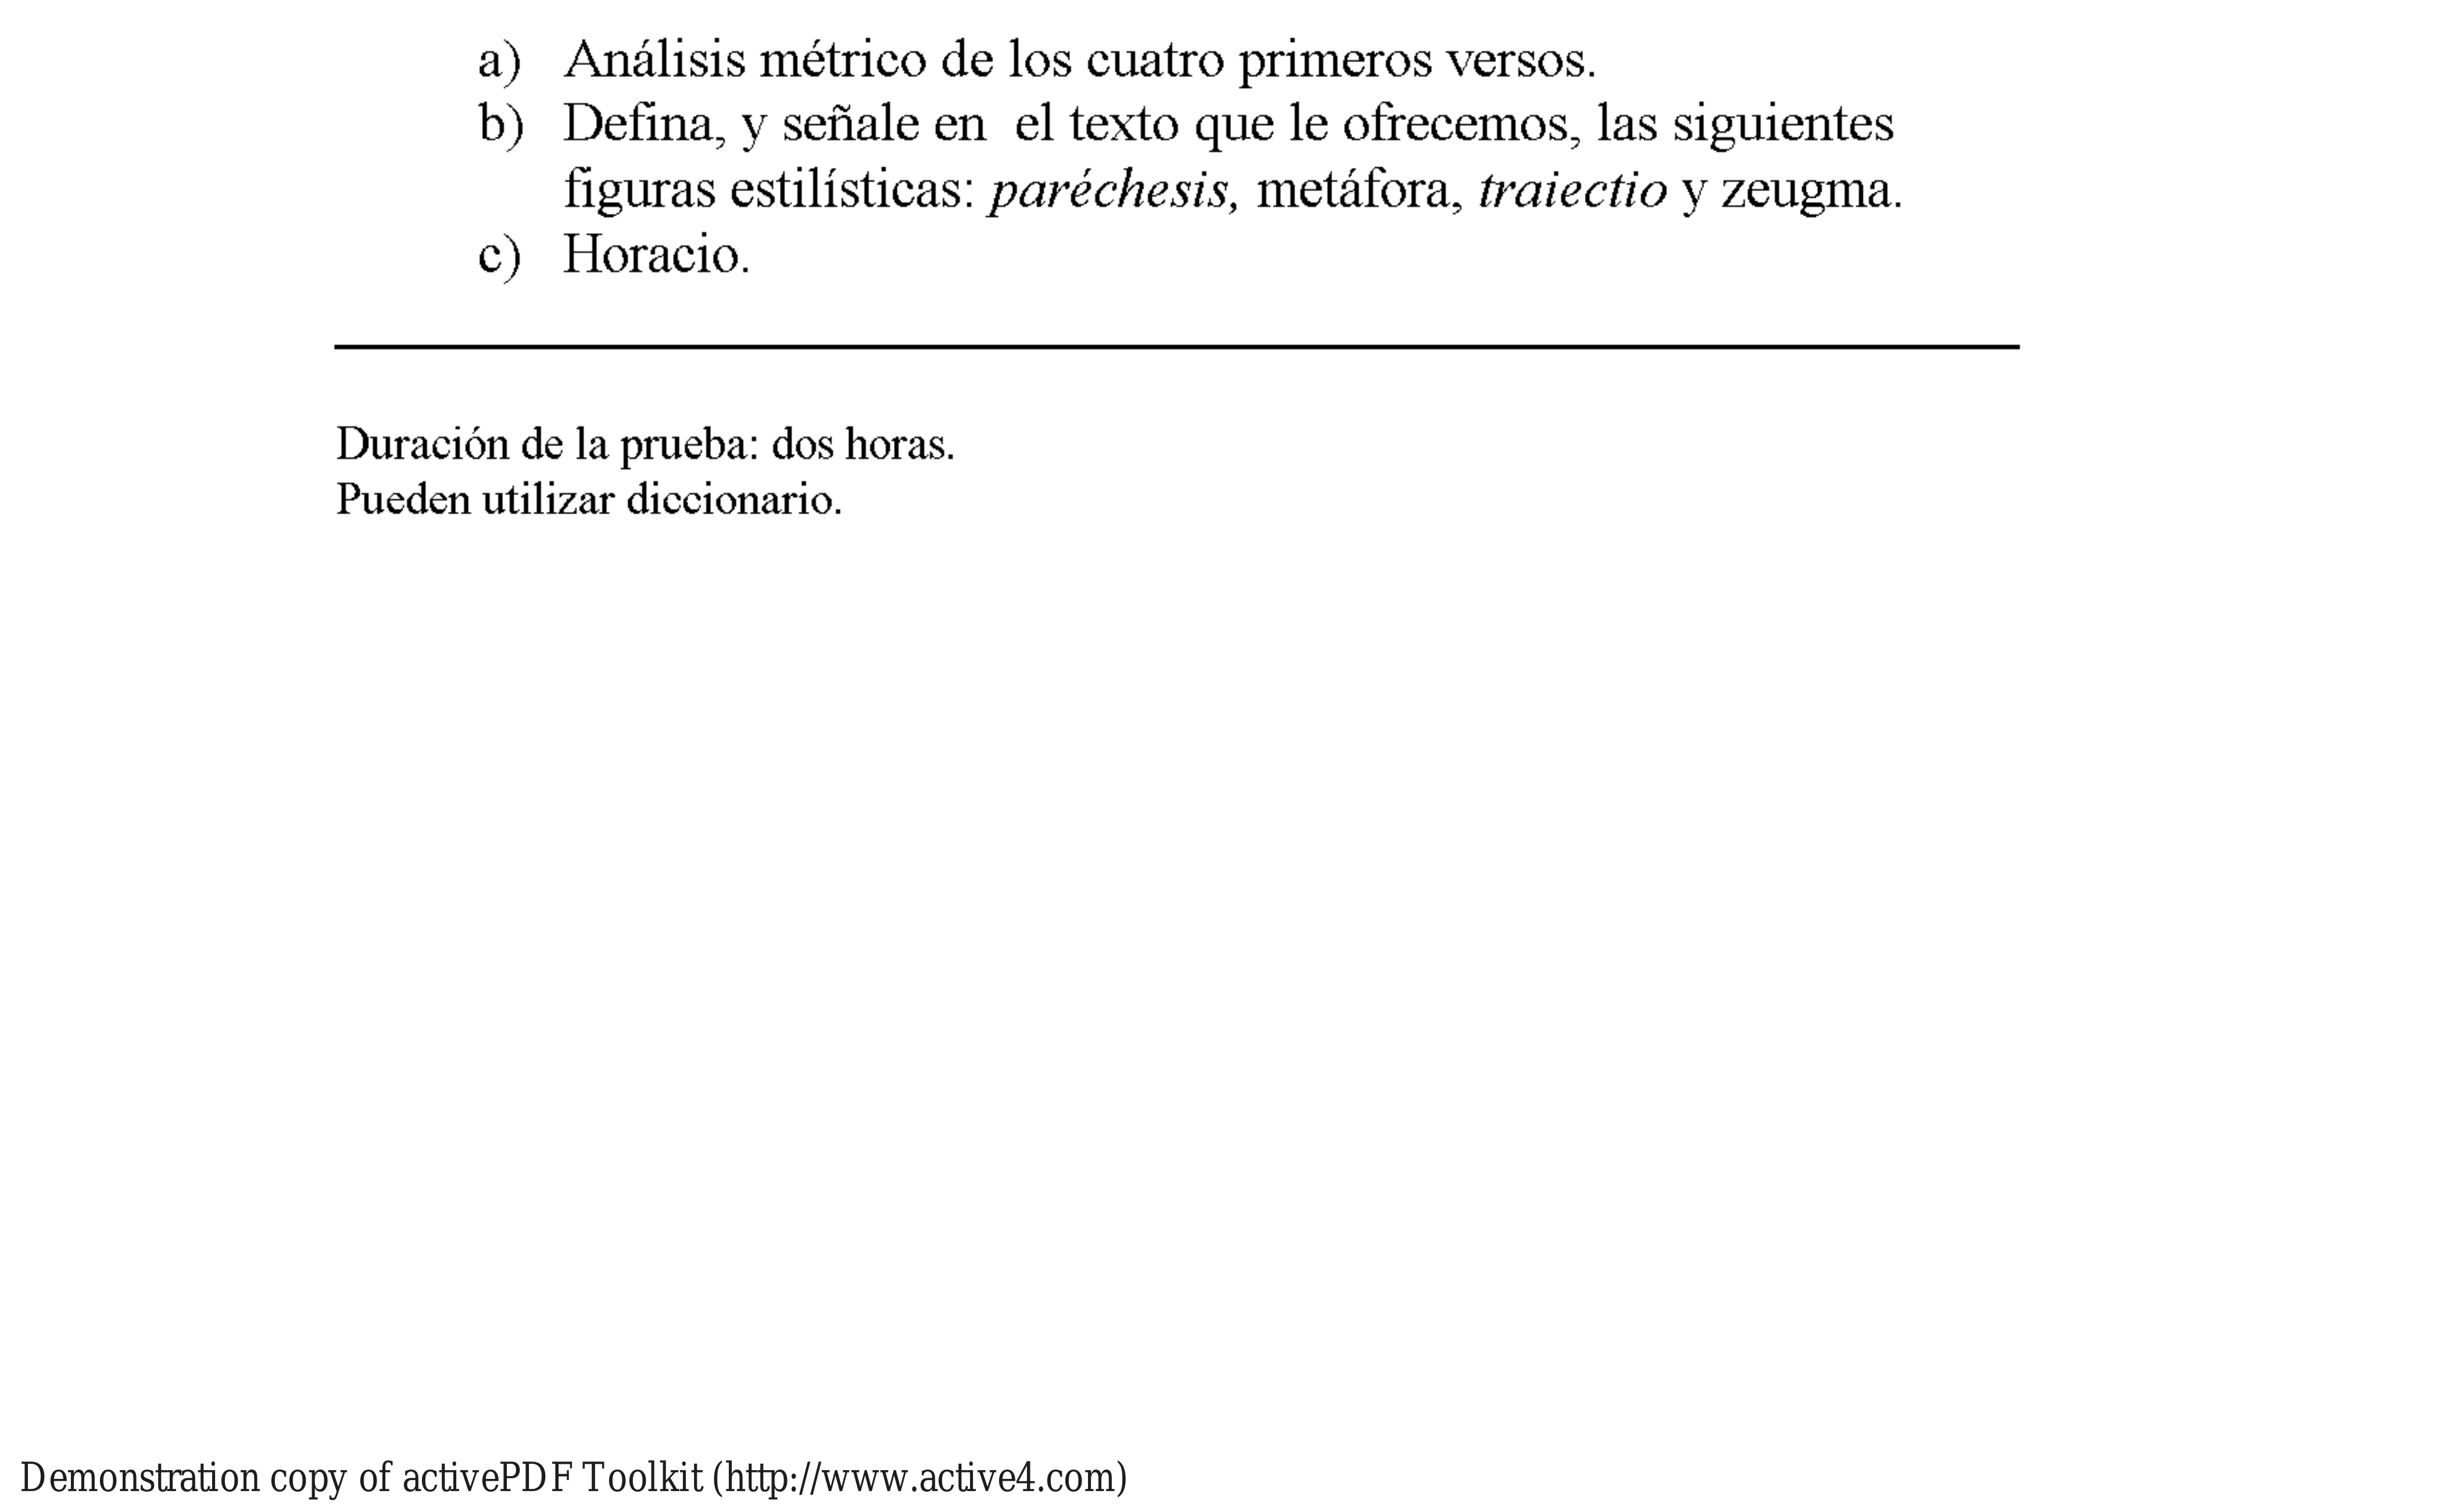 a) Análisis métrico de los cuatro primeros versos.
b) Defina, y señale en el texto que le ofrecemos, las siguientes
figuras estilísticas: paréchesis, metáfora, traiectio y zeugma.
c) Horacio.
Duración de la prueba: dos horas.
Pueden utilizar diccionario.
Demonstration copy of activePDF Toolkit (http://www.active4.com)